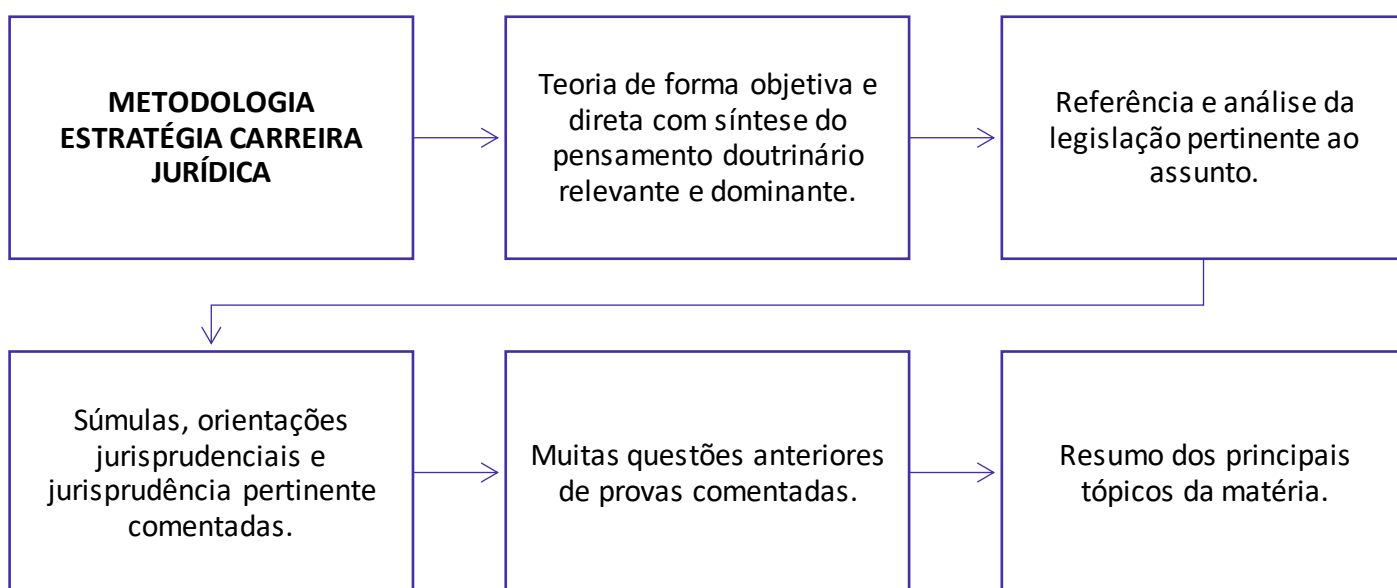 METODOLOGIA
ESTRATÉGIA CARREIRA
JURÍDICA
Teoria de forma objetiva e
direta com síntese do
pensamento doutrinário
relevante e dominante.
Referência e análise da
legislação pertinente ao
assunto.
Súmulas, orientações
jurisprudenciais e
jurisprudência pertinente
comentadas.
Muitas questões anteriores
de provas comentadas.
Resumo dos principais
tópicos da matéria.